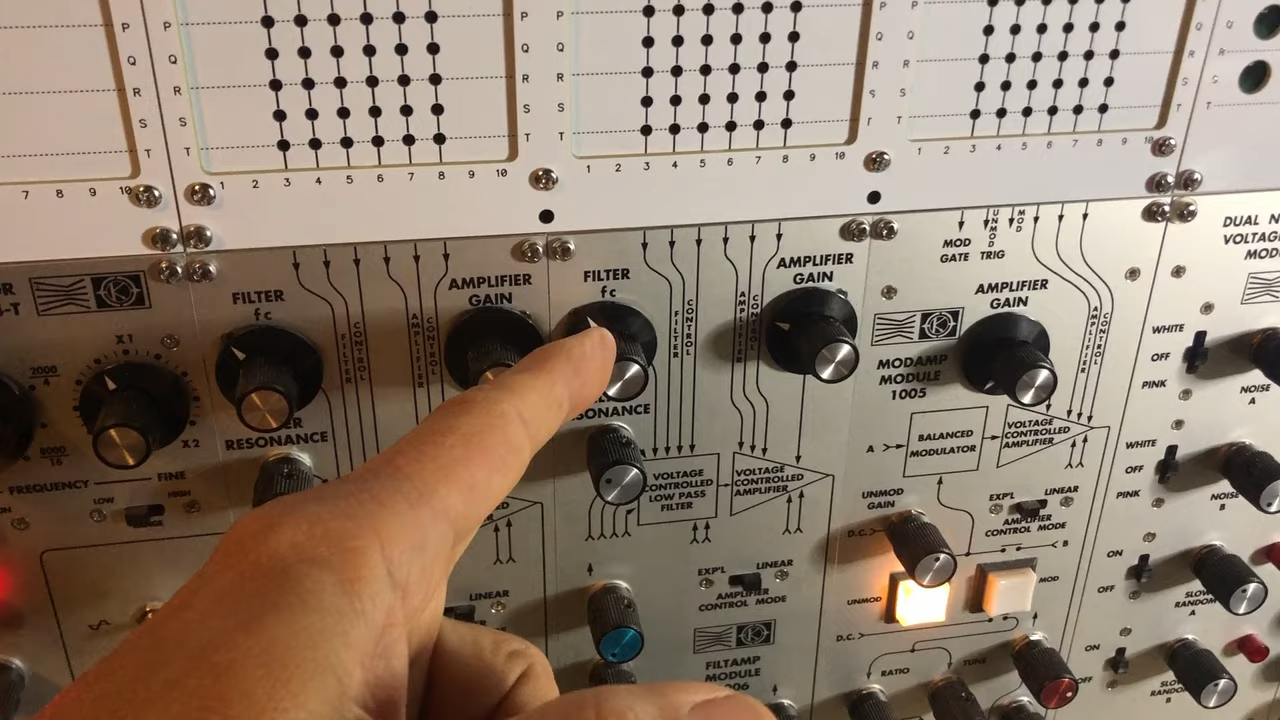 P P P P P
Q Q Q Q Q
R R R R R
S S S
T T T T
7 8 9 10 1 2 3 4 5 6 7 8 9 10 1 2 3 4 5 6 7 8 9 10 1 2 3 4 5 6 7 8 9 10
MOD
GATE
UNMOD
TRIG
MOD
DUAL N
VOLTAG
MOD
-T
FILTER
fc
AMPLIFIER
GAIN
FILTER
fc
AMPLIFIER
GAIN
AMPLIFIER
GAIN
X1
2000
4
8000
16
X2
FREQUENCY
FINE
LOW
HIGH
RESONANCE
FILTER
CONTROL
AMPLIFIER
CONTROL
SONANCE
FILTER
CONTROL
AMPLIFIER
CONTROL
MODAMP
MODULE
1005
AMPLIFIER
CONTROL
WHITE
OFF
PINK
NOISE
A
A
BALANCED
MODULATOR
VOLTAGE
CONTROLLED
AMPLIFIER
VOLTAGE
CONTROLLED
LOW PASS
FILTER
VOLTAGE
CONTROLLED
AMPLIFIER
WHITE
OFF
PINK
NOISE
B
UNMOD
GAIN
D.C.
EXP'L
LINEAR
AMPLIFIER
CONTROL MODE
B
LINEAR
EXP'L
LINEAR
AMPLIFIER
CONTROL MODE
UNMOD
MOD
D.C.
ON
OFF
SLOW
RANDOM
A
FILTAMP
MODULE
RATIO
TUNE
OFF
ON
OFF
RANDOM
B